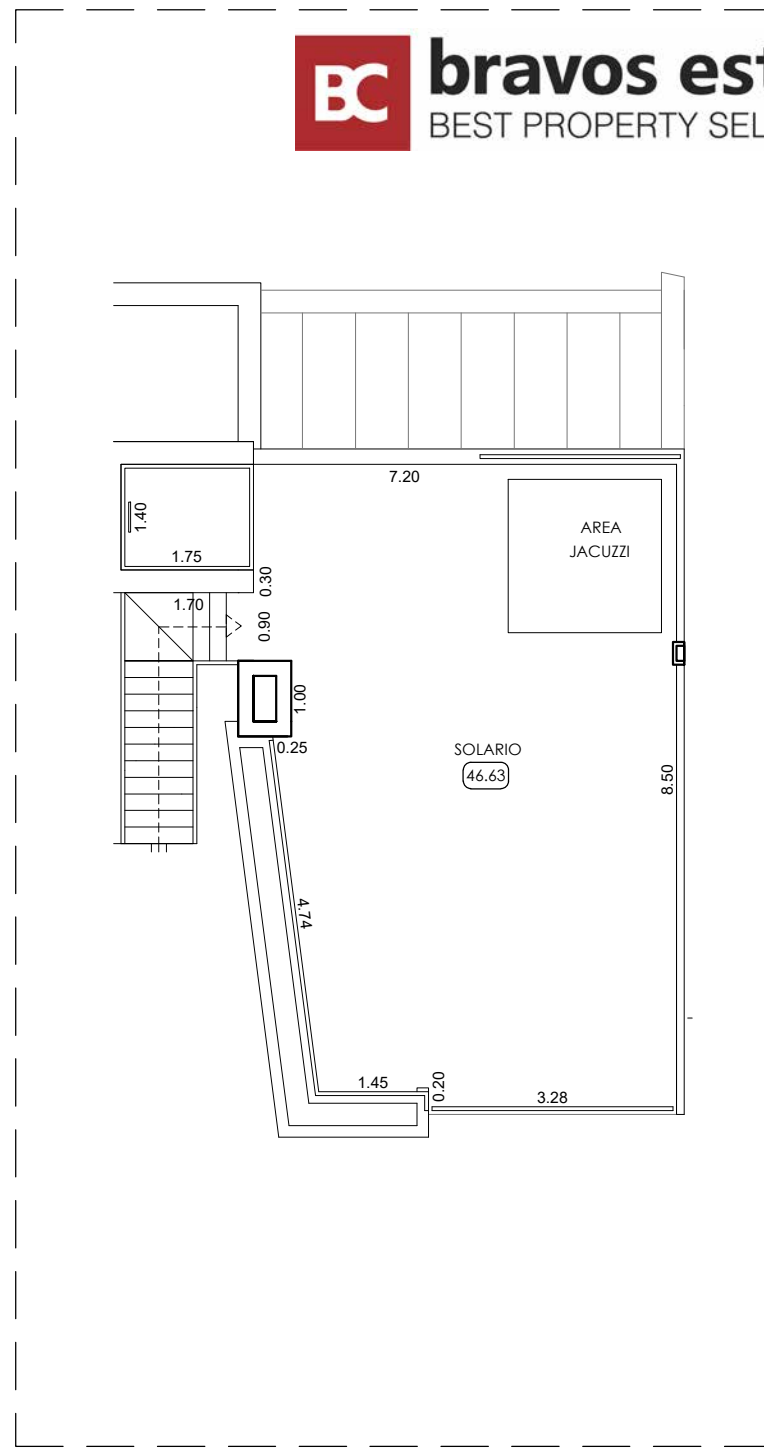 BC
bravos est
BEST PROPERTY SEL
7.20
AREA
JACUZZI
1.40
1.75
0.30
1.70
0.90
1.00
0.25
SOLARIO
46.63
8.50
4.74
1.45
0.20
3.28